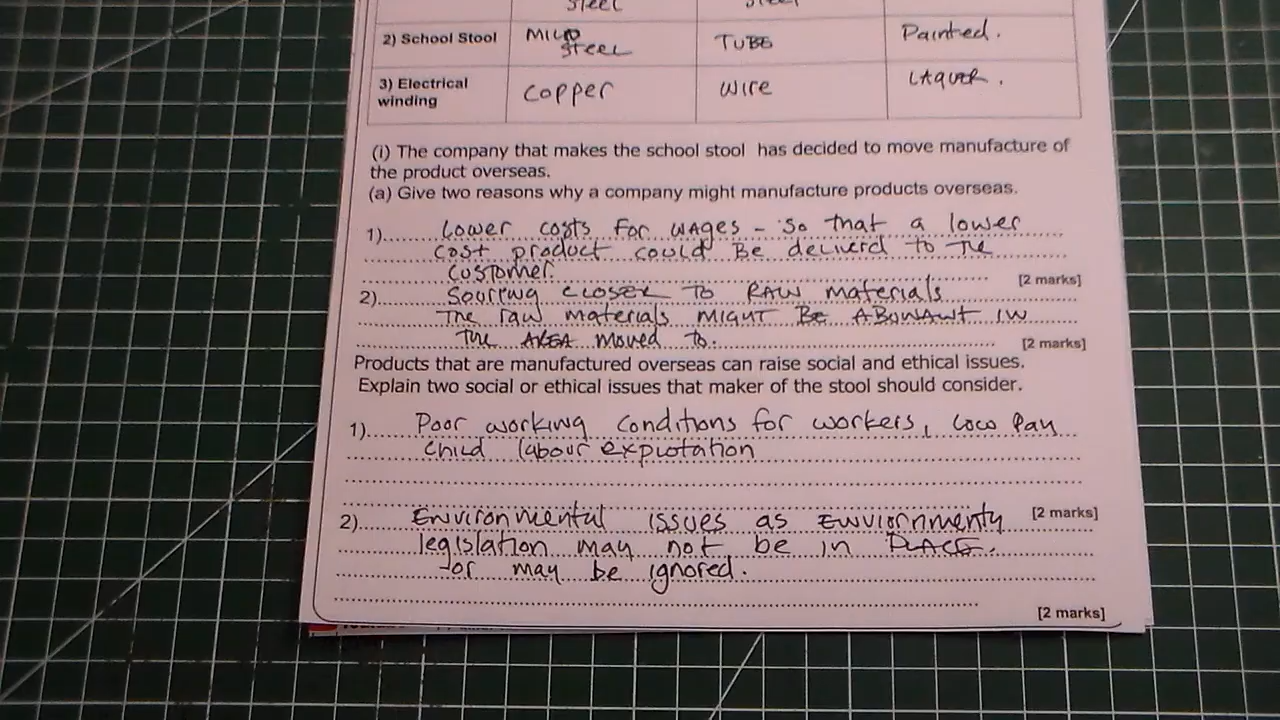 steel steel
2) School Stool MILD steel TUBE Painted.
3) Electrical winding copper wire LAQUER.
(i) The company that makes the school stool has decided to move manufacture of
the product overseas.
(a) Give two reasons why a company might manufacture products overseas.
1) Lower costs for wages – so that a lower
cost product could Be deliverd to the
customer.
[2 marks]
2) Sourcing closer to RAW materials
The raw materials might Be ABUNANT IN
The AREA moved to.
[2 marks]
Products that are manufactured overseas can raise social and ethical issues.
Explain two social or ethical issues that maker of the stool should consider.
1) Poor working conditions for workers, low Pay
child labour explotation
[2 marks]
2) Environmental issues as
legislation may not be in PLACE.
-or may be ignored.
[2 marks]